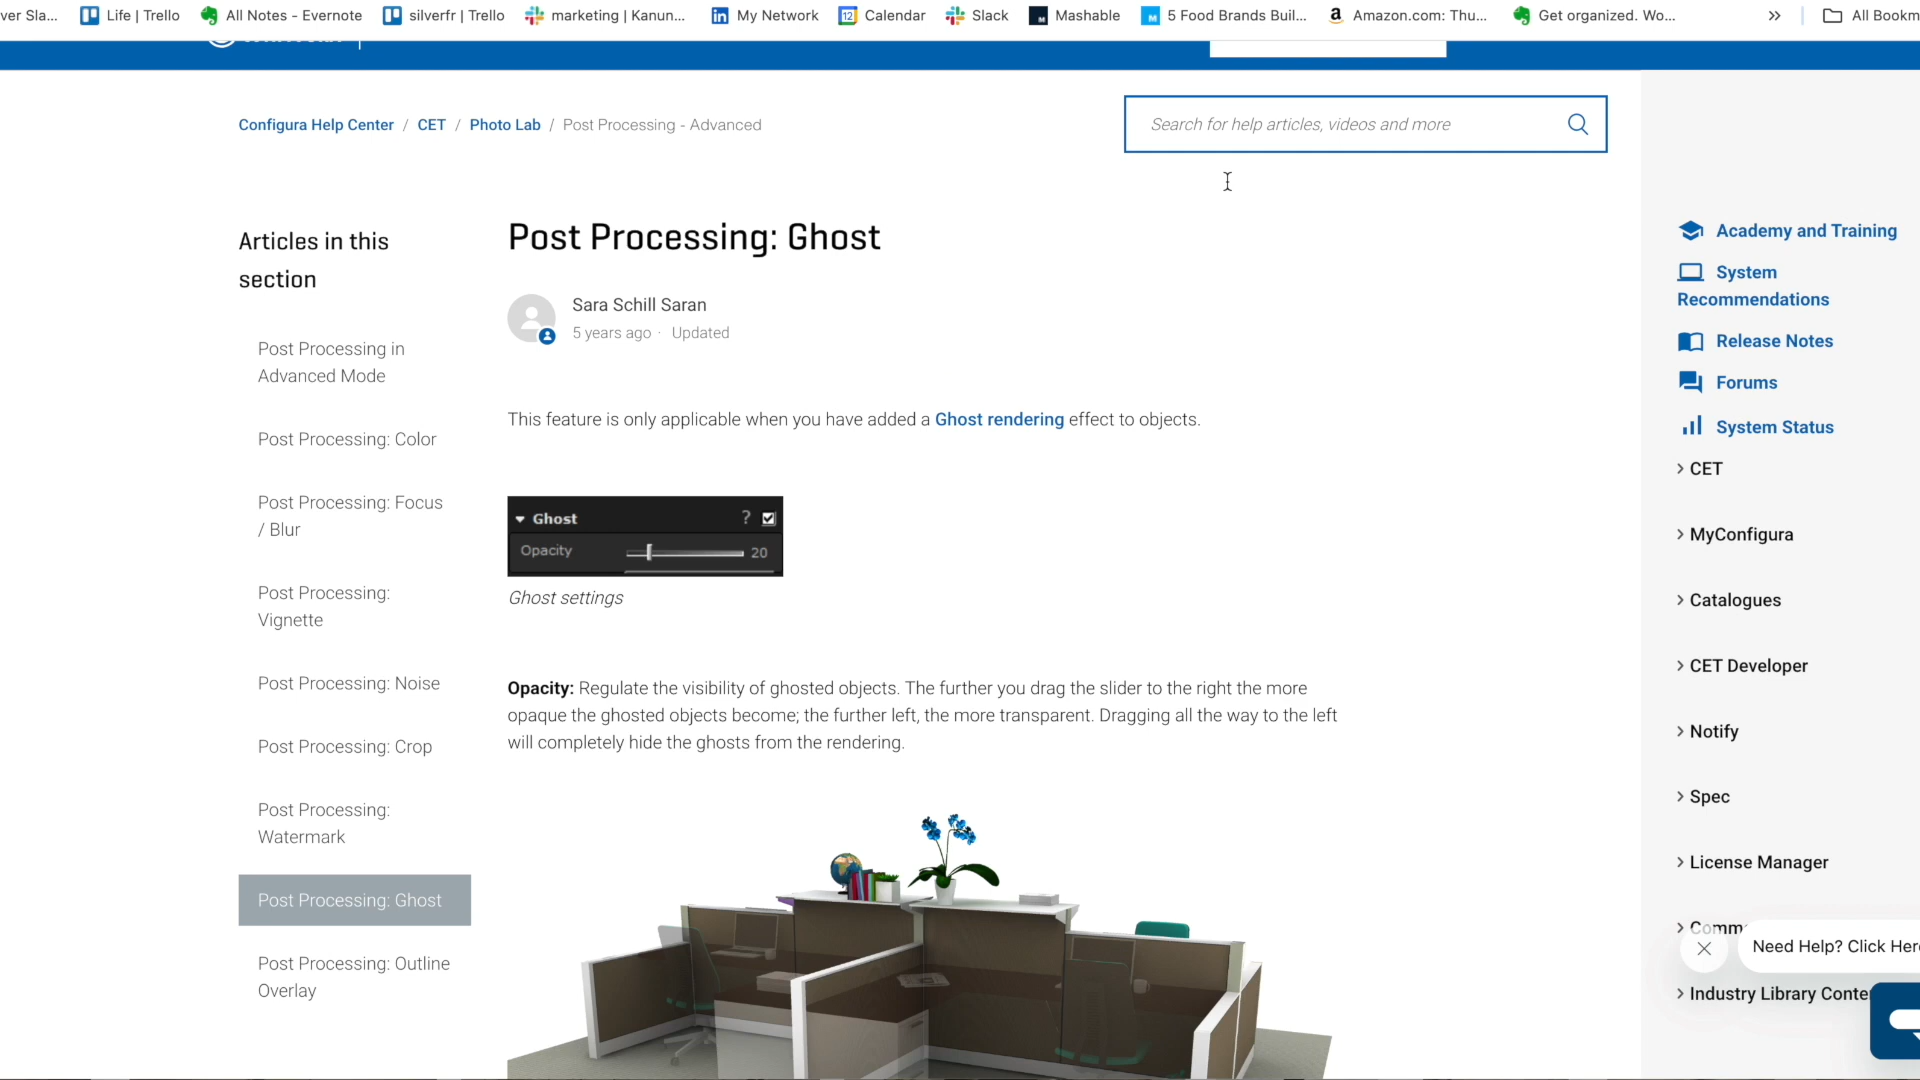 ver Sla...
Life | Trello
All Notes - Evernote
silverfr | Trello
marketing | Kanun...
My Network
Calendar
Slack
Mashable
5 Food Brands Buil...
Amazon.com: Thu...
Get organized. Wo...
All Bookm
Configura Help Center / CET / Photo Lab / Post Processing - Advanced
Search for help articles, videos and more
Articles in this
section
Post Processing in
Advanced Mode
Post Processing: Color
Post Processing: Focus
/ Blur
Post Processing:
Vignette
Post Processing: Noise
Post Processing: Crop
Post Processing:
Watermark
Post Processing: Ghost
Post Processing: Outline
Overlay
Post Processing: Ghost
Sara Schill Saran
5 years ago · Updated
This feature is only applicable when you have added a Ghost rendering effect to objects.
Ghost ?
Opacity 20
Ghost settings
Opacity: Regulate the visibility of ghosted objects. The further you drag the slider to the right the more
opaque the ghosted objects become; the further left, the more transparent. Dragging all the way to the left
will completely hide the ghosts from the rendering.
Academy and Training
System
Recommendations
Release Notes
Forums
System Status
CET
MyConfigura
Catalogues
CET Developer
Notify
Spec
License Manager
Comm
Need Help? Click Her
Industry Library Conte